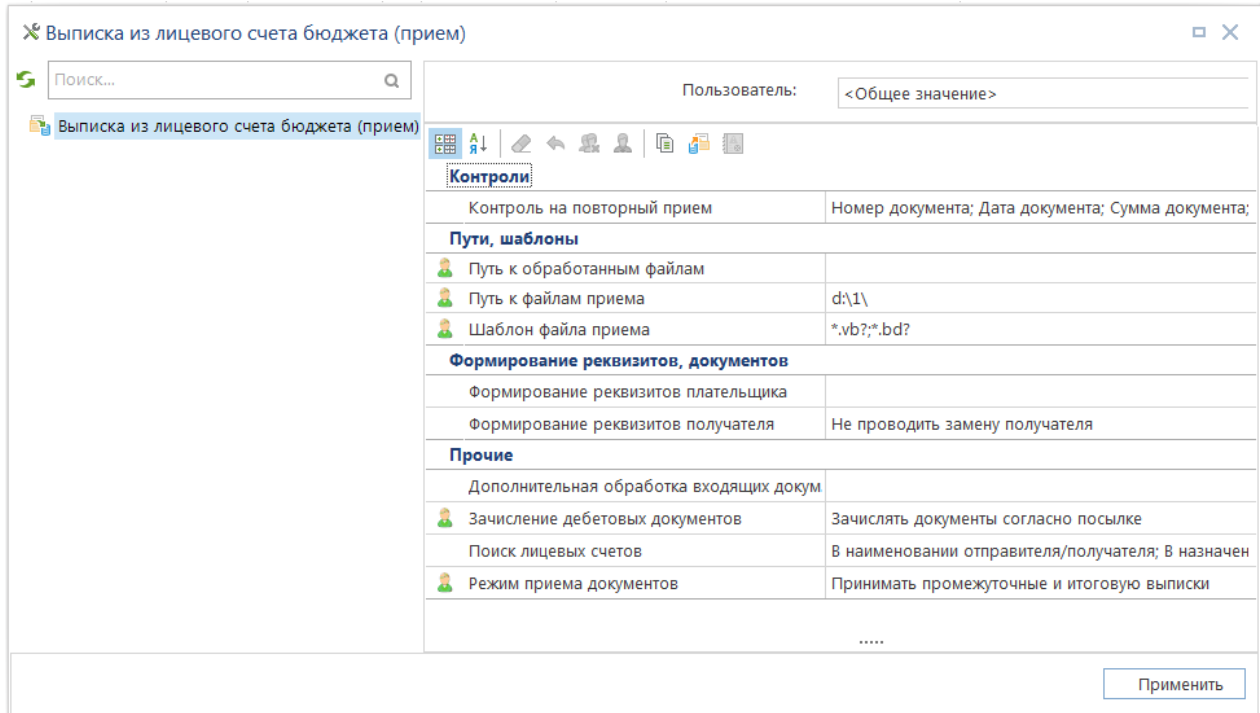 Выписка из лицевого счета бюджета (прием)
Поиск...
Выписка из лицевого счета бюджета (прием)
Пользователь: <Общее значение>
Контроли
Контроль на повторный прием Номер документа; Дата документа; Сумма документа;
Пути, шаблоны
Путь к обработанным файлам
Путь к файлам приема d:\1\
Шаблон файла приема *.vb?;*.bd?
Формирование реквизитов, документов
Формирование реквизитов плательщика
Формирование реквизитов получателя Не проводить замену получателя
Прочие
Дополнительная обработка входящих докум
Зачисление дебетовых документов Зачислять документы согласно посылке
Поиск лицевых счетов В наименовании отправителя/получателя; В назначен
Режим приема документов Принимать промежуточные и итоговую выписки
.....
Применить